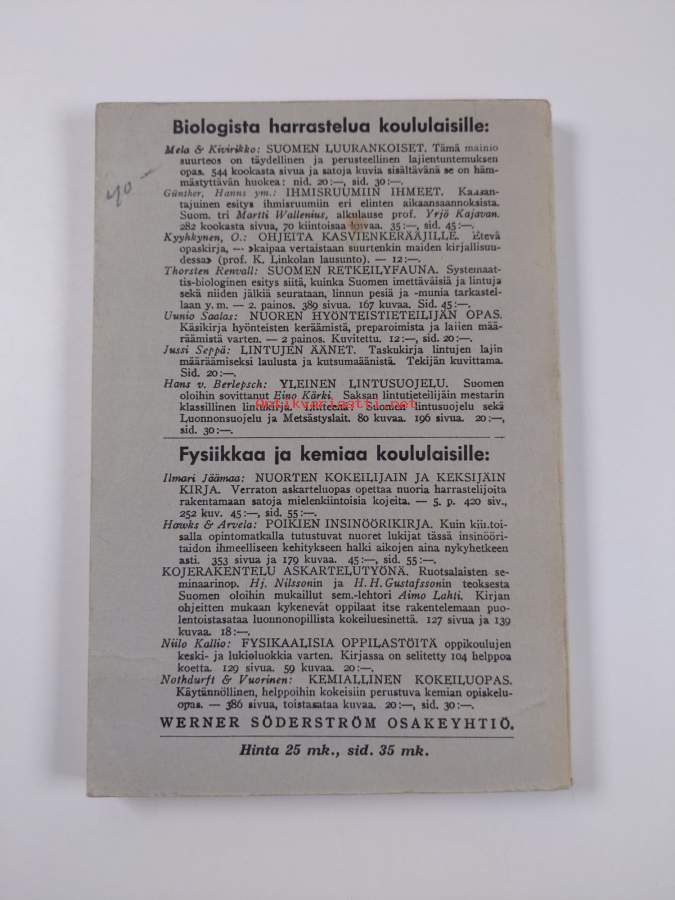 Biologista harrastelua koululaisille:
Mela & Kivirikko: SUOMEN LUURANKOISET. Tämä mainio
suurteos on täydellinen ja perusteellinen lajientuntemuksen
opas. 544 kookasta sivua ja satoja kuvia sisältävänä se on häm-
mästyttävän huokea: nid. 20:—, sid. 30:—.
40 —
Günther, Hanns ym.: IHMISRUUMIIN IHMEET. Kansan-
tajuinen esitys ihmisruumiin eri elinten aikaansaannoksista.
Suom. tri Martti Wallenius, alkulause prof. Yrjö Kajavan.
282 kookasta sivua, 70 kiintoisaa kuvaa. 35:—, sid. 45:—.
Kyyhkynen, O.: OHJEITA KASVIENKERÄÄJILLE. Etevä
opaskirja, — »kaipaa vertaistaan suurtenkin maiden kirjallisuu-
dessa» (prof. K. Linkolan lausunto). — 12:—.
Thorsten Renvall: SUOMEN RETKEILYFAUNA. Systemaat-
tis-biologinen esitys siitä, kuinka Suomen imettäväisiä ja lintuja
sekä niiden jälkiä seurataan, linnun pesiä ja -munia tarkastel-
laan y. m. — 2. painos. 389 sivua. 167 kuvaa. Sid. 45:—.
Uunio Saalas: NUOREN HYÖNTEISTIETEILIJÄN OPAS.
Käsikirja hyönteisten keräämistä, preparoimista ja lajien mää-
räämistä varten. — 2 painos. Kuvitettu. 12:—, sid. 20:—.
Jussi Seppä: LINTUJEN ÄÄNET. Taskukirja lintujen lajin
määräämiseksi laulusta ja kutsumaäänistä. Tekijän kuvittama.
Sid. 20:—.
Hans v. Berlepsch: YLEINEN LINTUSUOJELU. Suomen
oloihin sovittanut Eino Kärki. Saksan lintutieteilijäin mestarin
klassillinen lintukirja. Liitteenä: Suomen lintusuojelu sekä
Antikvariaatti.net
Luonnonsuojelu ja Metsästyslait. 80 kuvaa. 196 sivua. 20:—,
sid. 30:—.
Fysiikkaa ja kemiaa koululaisille:
Ilmari Jäämaa: NUORTEN KOKEILIJAIN JA KEKSIJÄIN
KIRJA. Verraton askarteluopas opettaa nuoria harrastelijoita
rakentamaan satoja mielenkiintoisia kojeita. — 5. p. 420 siv.,
252 kuv. 45:—, sid. 55:—.
Hawks & Arvela: POIKIEN INSINÖÖRIKIRJA. Kuin kiit.toi-
salla opintomatkalla tutustuvat nuoret lukijat tässä insinööri-
taidon ihmeelliseen kehitykseen halki aikojen aina nykyhetkeen
asti. 353 sivua ja 179 kuvaa. 45:—, sid. 55:—.
KOJERAKENTELU ASKARTELUTYÖNÄ. Ruotsalaisten se-
minaarinop. Hj. Nilssonin ja H. H. Gustafssonin teoksesta
Suomen oloihin mukaillut sem.-lehtori Aimo Lahti. Kirjan
ohjeitten mukaan kykenevät oppilaat itse rakentelemaan puo-
lentoistasataa luonnonopillista kokeiluesinettä. 127 sivua ja 139
kuvaa. 18:—.
Niilo Kallio: FYSIKAALISIA OPPILASTÖITÄ oppikoulujen
keski- ja lukioluokkia varten. Kirjassa on selitetty 104 helppoa
koetta. 129 sivua. 59 kuvaa. 20:—.
Nothdurft & Vuorinen: KEMIALLINEN KOKEILUOPAS.
Käytännöllinen, helppoihin kokeisiin perustuva kemian opiskelu-
opas. — 386 sivua, toistasataa kuvaa. 20:—, sid. 30:—.
WERNER SÖDERSTRÖM OSAKEYHTIÖ.
Hinta 25 mk., sid. 35 mk.